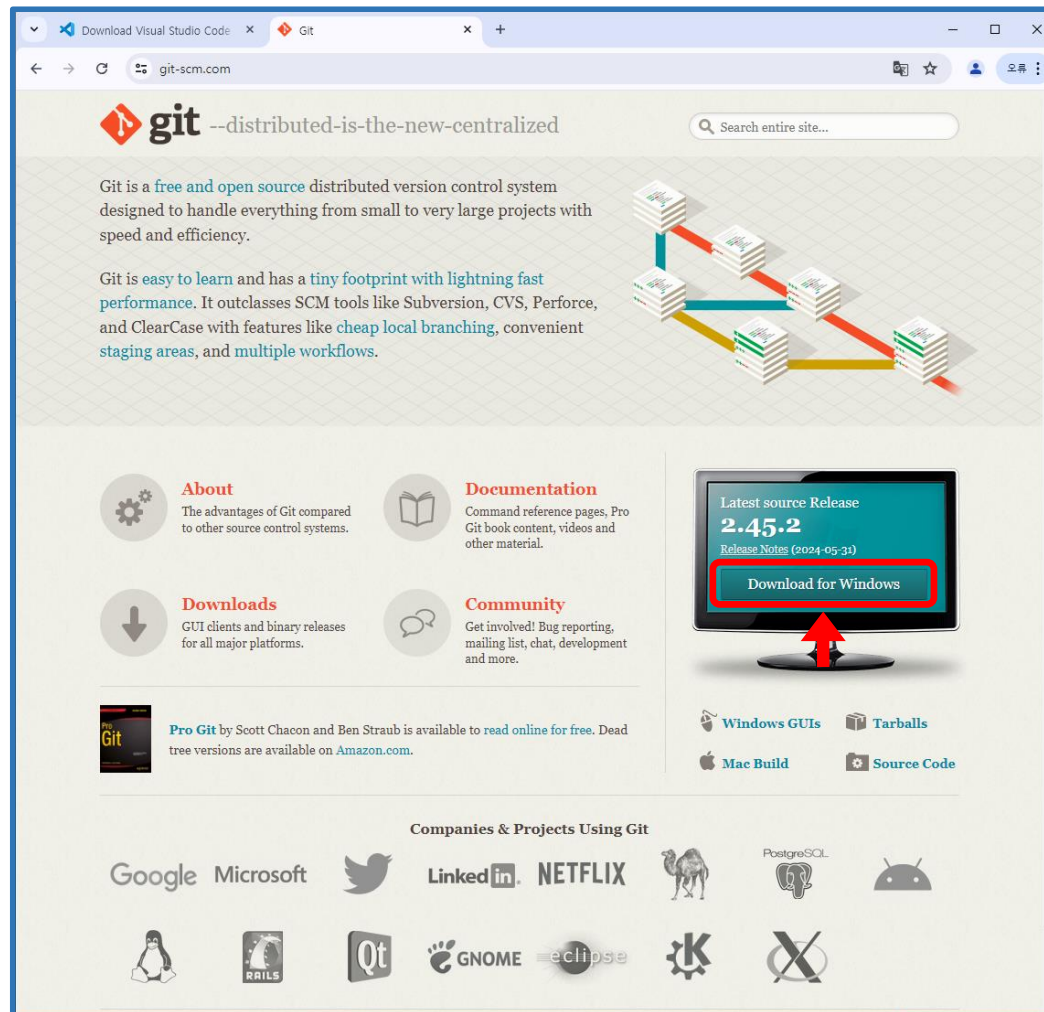 Download Visual Studio Code
Git
git-scm.com
오류
git --distributed-is-the-new-centralized
Search entire site...
Git is a free and open source distributed version control system
designed to handle everything from small to very large projects with
speed and efficiency.
Git is easy to learn and has a tiny footprint with lightning fast
performance. It outclasses SCM tools like Subversion, CVS, Perforce,
and ClearCase with features like cheap local branching, convenient
staging areas, and multiple workflows.
About
The advantages of Git compared
to other source control systems.
Documentation
Command reference pages, Pro
Git book content, videos and
other material.
Downloads
GUI clients and binary releases
for all major platforms.
Community
Get involved! Bug reporting,
mailing list, chat, development
and more.
Latest source Release
2.45.2
Release Notes (2024-05-31)
Download for Windows
Windows GUIs
Tarballs
Mac Build
Source Code
Pro
Git
Pro Git by Scott Chacon and Ben Straub is available to read online for free. Dead
tree versions are available on Amazon.com.
Companies & Projects Using Git
Google
Microsoft
Linked in.
NETFLIX
PostgreSQL
RAILS
Qt
GNOME
eclipse
K
X